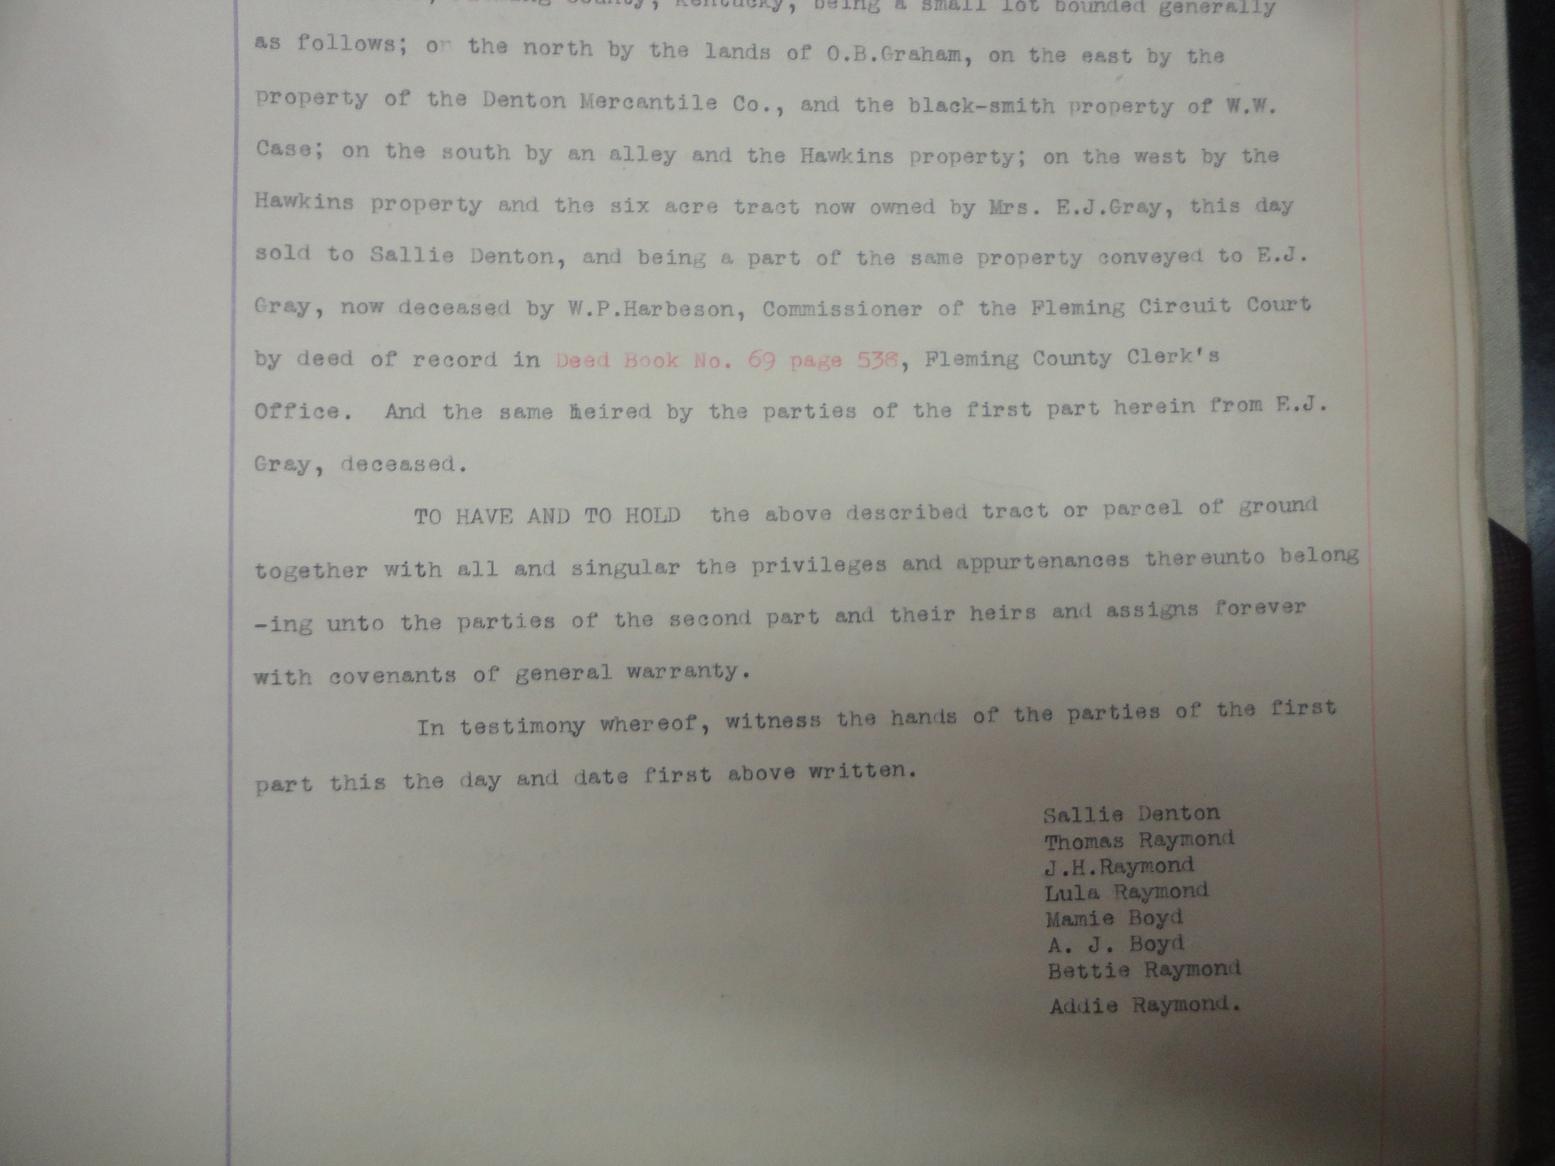 County, Kentucky, being a small lot bounded generally
as follows; on the north by the lands of O.B.Graham, on the east by the
property of the Denton Mercantile Co., and the black-smith property of W.W.
Case; on the south by an alley and the Hawkins property; on the west by the
Hawkins property and the six acre tract now owned by Mrs. E.J.Gray, this day
sold to Sallie Denton, and being a part of the same property conveyed to E.J.
Gray, now deceased by W.P.Harbeson, Commissioner of the Fleming Circuit Court
by deed of record in Deed Book No. 69 page 538, Fleming County Clerk's
Office. And the same heired by the parties of the first part herein from E.J.
Gray, deceased.
TO HAVE AND TO HOLD the above described tract or parcel of ground
together with all and singular the privileges and appurtenances thereunto belong
-ing unto the parties of the second part and their heirs and assigns forever
with covenants of general warranty.
In testimony whereof, witness the hands of the parties of the first
part this the day and date first above written.
Sallie Denton
Thomas Raymond
J.H.Raymond
Lula Raymond
Mamie Boyd
A. J. Boyd
Bettie Raymond
Addie Raymond.